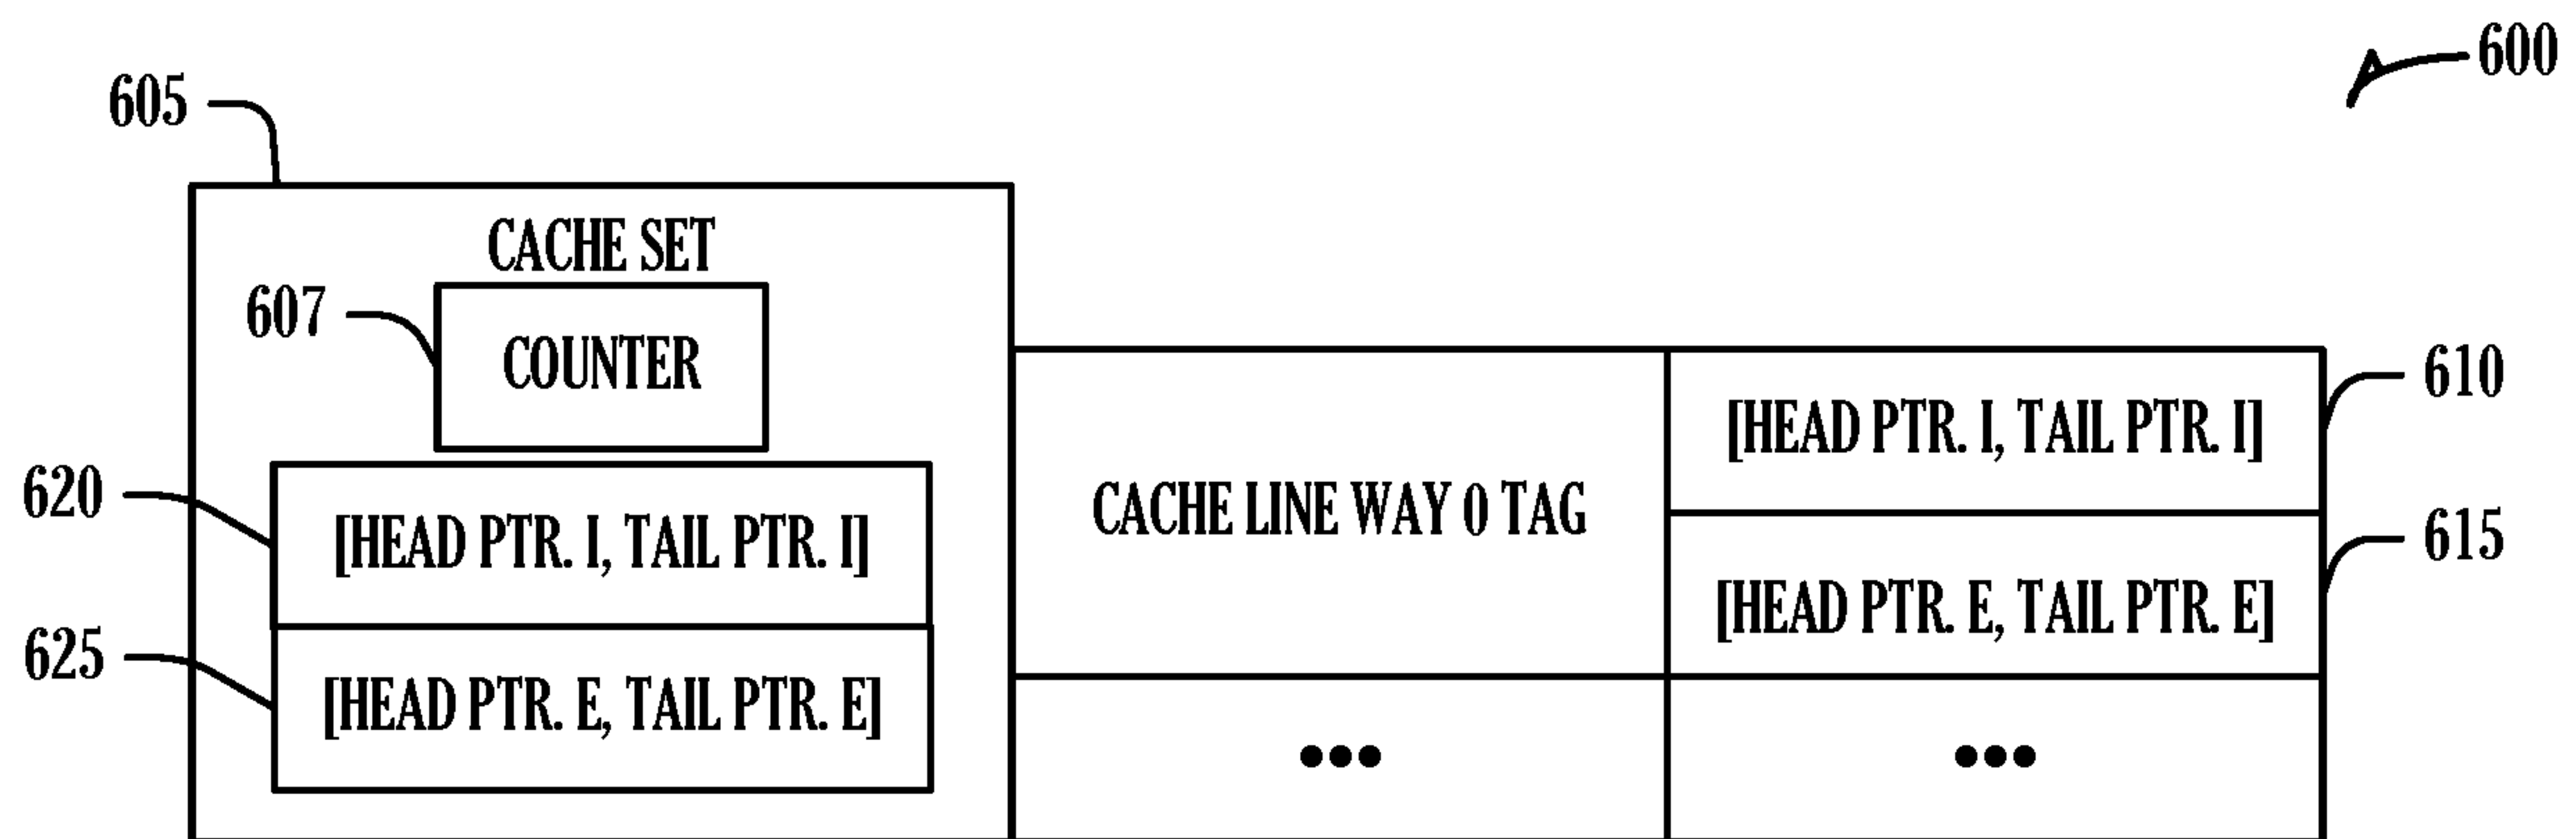 600
605
CACHE SET
607
COUNTER
610
[HEAD PTR. I, TAIL PTR. I]
CACHE LINE WAY 0 TAG
620
[HEAD PTR. I, TAIL PTR. I]
615
[HEAD PTR. E, TAIL PTR. E]
625
[HEAD PTR. E, TAIL PTR. E]
•••
•••